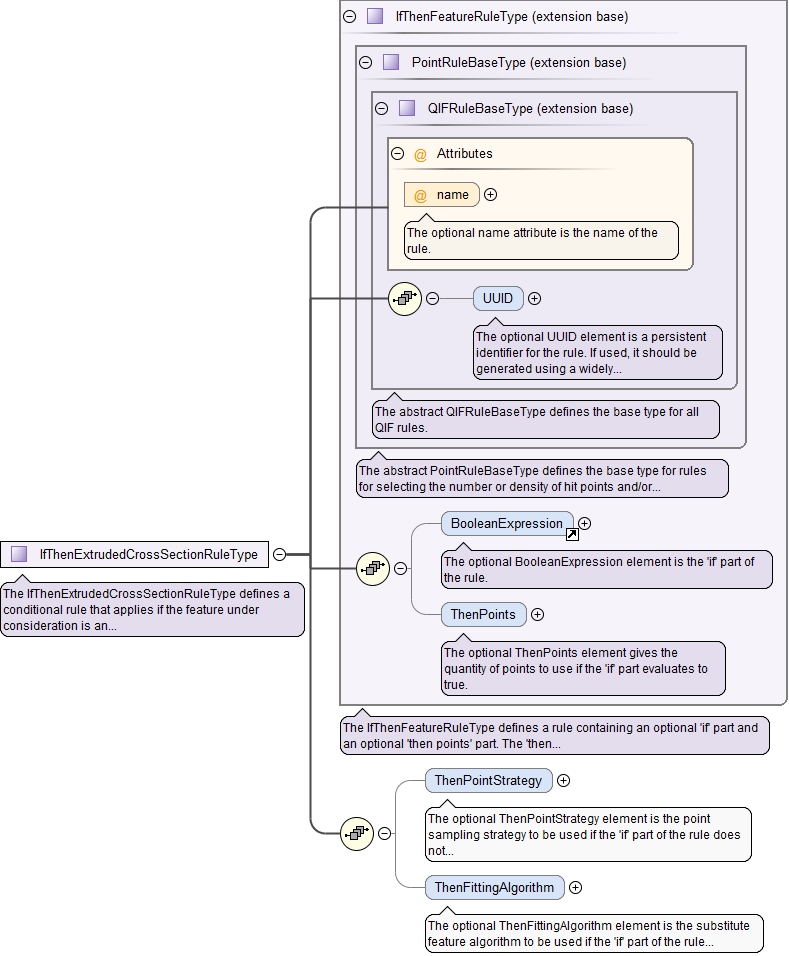 IfThenFeatureRuleType (extension base)
PointRuleBaseType (extension base)
QIFRuleBaseType (extension base)
@ Attributes
@ name
The optional name attribute is the name of the
rule.
UUID
The optional UUID element is a persistent
identifier for the rule. If used, it should be
generated using a widely...
The abstract QIFRuleBaseType defines the base type for all
QIF rules.
The abstract PointRuleBaseType defines the base type for rules
for selecting the number or density of hit points and/or...
BooleanExpression
The optional BooleanExpression element is the 'if' part of
the rule.
IfThenExtrudedCrossSectionRuleType
The IfThenExtrudedCrossSectionRuleType defines a
conditional rule that applies if the feature under
consideration is an...
ThenPoints
The optional ThenPoints element gives the
quantity of points to use if the 'if' part evaluates to
true.
The IfThenFeatureRuleType defines a rule containing an optional 'if' part and
an optional 'then points' part. The 'then...
ThenPointStrategy
The optional ThenPointStrategy element is the point
sampling strategy to be used if the 'if' part of the rule does
not...
ThenFittingAlgorithm
The optional ThenFittingAlgorithm element is the substitute
feature algorithm to be used if the 'if' part of the rule...